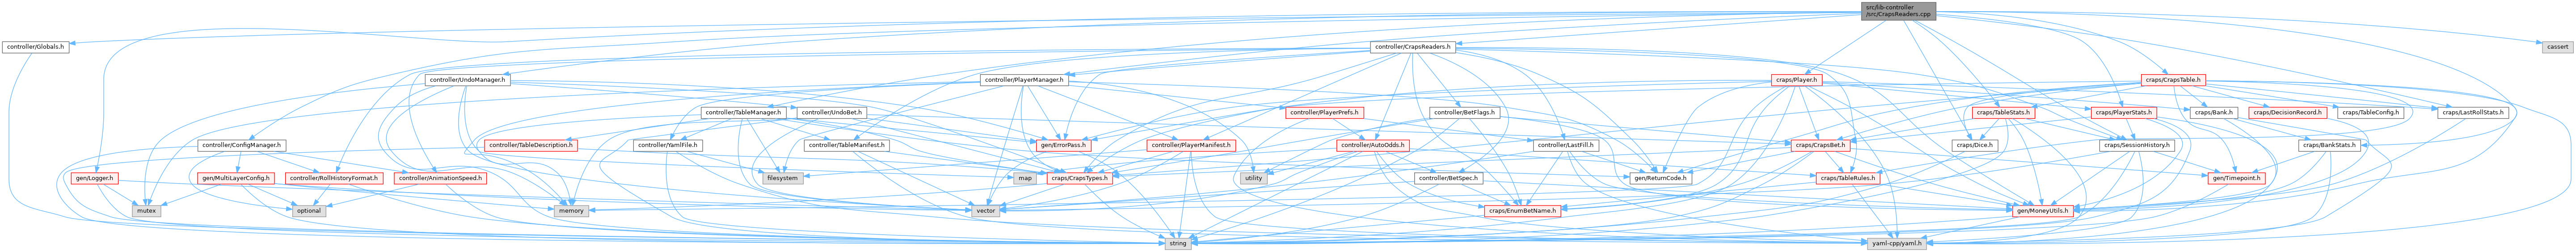 src/lib-controller
/src/CrapsReaders.cpp
controller/Globals.h
controller/CrapsReaders.h
cassert
controller/UndoManager.h
controller/PlayerManager.h
craps/Player.h
craps/CrapsTable.h
controller/TableManager.h
controller/UndoBet.h
controller/PlayerPrefs.h
controller/BetFlags.h
craps/TableStats.h
craps/PlayerStats.h
craps/Bank.h
craps/DecisionRecord.h
craps/TableConfig.h
craps/LastRollStats.h
controller/ConfigManager.h
controller/TableDescription.h
controller/YamlFile.h
controller/TableManifest.h
gen/ErrorPass.h
controller/PlayerManifest.h
controller/AutoOdds.h
controller/LastFill.h
craps/CrapsBet.h
craps/Dice.h
craps/SessionHistory.h
craps/BankStats.h
gen/Logger.h
gen/MultiLayerConfig.h
controller/RollHistoryFormat.h
controller/AnimationSpeed.h
filesystem
map
craps/CrapsTypes.h
utility
controller/BetSpec.h
gen/ReturnCode.h
craps/TableRules.h
gen/Timepoint.h
mutex
optional
memory
vector
craps/EnumBetName.h
gen/MoneyUtils.h
string
yaml-cpp/yaml.h